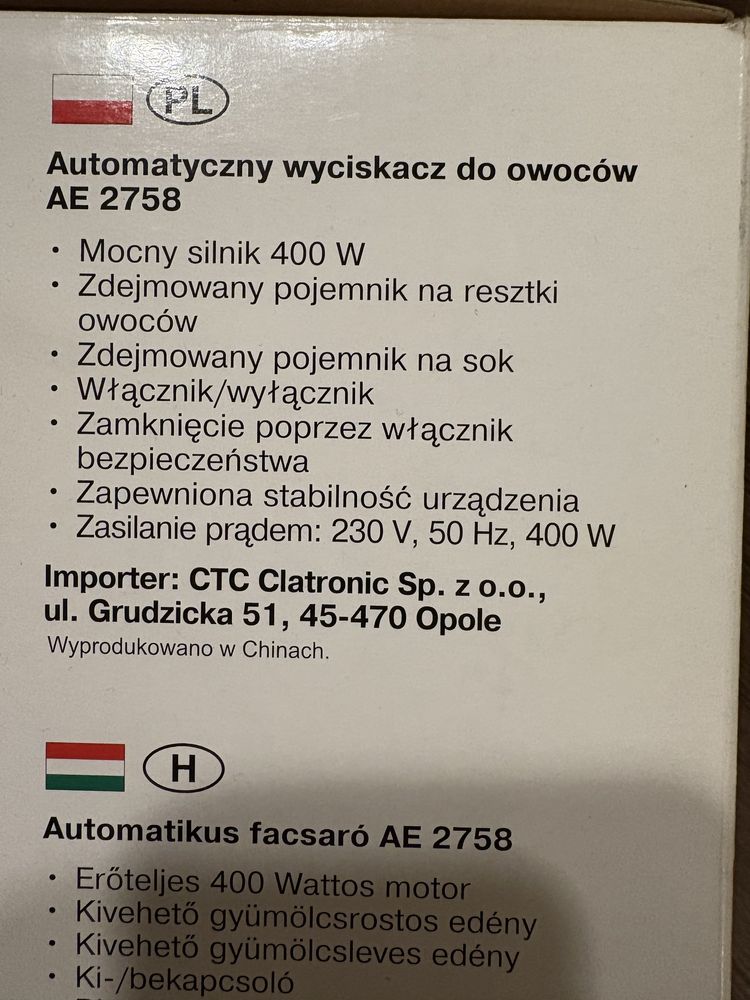 PL
Automatyczny wyciskacz do owoców
AE 2758
• Mocny silnik 400 W
• Zdejmowany pojemnik na resztki
owoców
• Zdejmowany pojemnik na sok
• Włącznik/wyłącznik
• Zamknięcie poprzez włącznik
bezpieczeństwa
• Zapewniona stabilność urządzenia
• Zasilanie prądem: 230 V, 50 Hz, 400 W
Importer: CTC Clatronic Sp. z o.o.,
ul. Grudzicka 51, 45-470 Opole
Wyprodukowano w Chinach.
H
Automatikus facsaró AE 2758
• Erőteljes 400 Wattos motor
• Kivehető gyümölcsrostos edény
• Kivehető gyümölcsleves edény
• Ki-/bekapcsoló